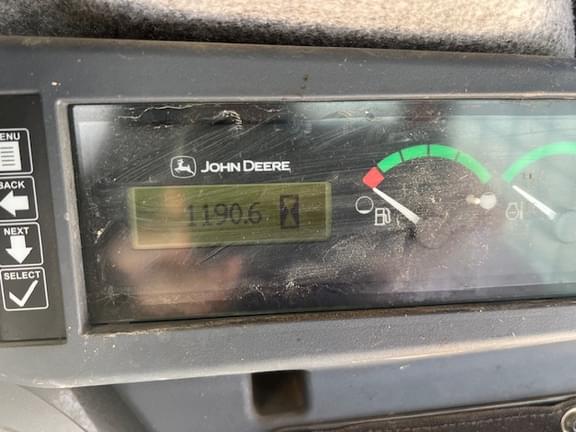 MENU
BACK
NEXT
SELECT
JOHN DEERE
1190.6